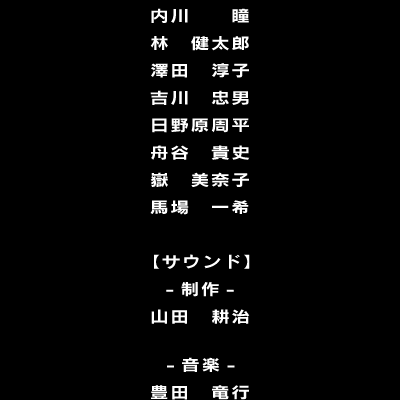 内川　　瞳
林　健太郎
澤田　淳子
吉川　忠男
日野原周平
舟谷　貴史
嶽　美奈子
馬場　一希
【サウンド】
– 制作 –
山田　耕治
– 音楽 –
豊田　竜行